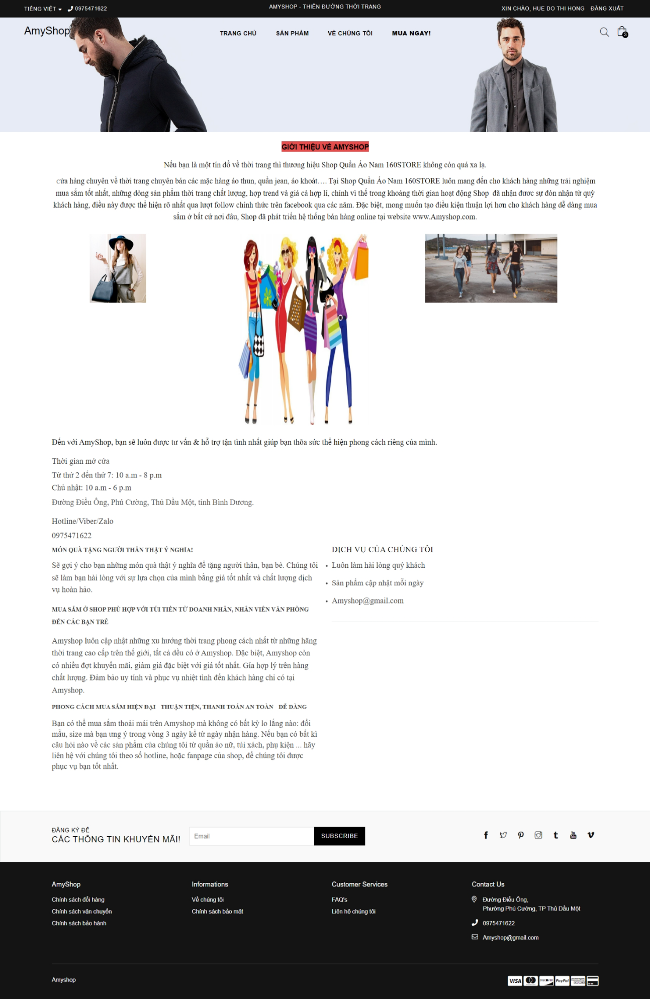 TIẾNG VIỆT
0975471622
AMYSHOP - THIÊN ĐƯỜNG THỜI TRANG
XIN CHÀO, HUE DO THI HONG
ĐĂNG XUẤT
AmyShop
TRANG CHỦ
SẢN PHẨM
VỀ CHÚNG TÔI
MUA NGAY!
3
GIỚI THIỆU VỀ AMYSHOP
Nếu bạn là một tín đồ về thời trang thì thương hiệu Shop Quần Áo Nam 160STORE không còn quá xa lạ.
Cửa hàng chuyên về thời trang chuyên bán các mặc hàng áo thun, quần jean, áo khoát…. Tại Shop Quần Áo Nam 160STORE luôn mang đến cho khách hàng những trải nghiệm
mua sắm tốt nhất, những dòng sản phẩm thời trang chất lượng, hợp trend và giá cả hợp lí, chính vì thế trong khoảng thời gian hoạt động Shop đã nhận được sự đón nhận từ quý
khách hàng, điều này được thể hiện rõ nhất qua lượt follow chính thức trên facebook qua các năm. Đặc biệt, mong muốn tạo điều kiện thuận lợi hơn cho khách hàng dễ dàng mua
sắm ở bất cứ nơi đâu, Shop đã phát triển hệ thống bán hàng online tại website www.Amyshop.com.
Đến với AmyShop, bạn sẽ luôn được tư vấn & hỗ trợ tận tình nhất giúp bạn thõa sức thể hiện phong cách riêng của mình.
Thời gian mở cửa
Từ thứ 2 đến thứ 7: 10 a.m - 8 p.m
Chủ nhật: 10 a.m - 6 p.m
Đường Điểu Ông, Phú Cường, Thủ Dầu Một, tỉnh Bình Dương.
Hotline/Viber/Zalo
0975471622
MÓN QUÀ TẶNG NGƯỜI THÂN THẬT Ý NGHĨA!
Sẽ gợi ý cho bạn những món quà thật ý nghĩa để tặng người thân, bạn bè. Chúng tôi
sẽ làm bạn hài lòng với sự lựa chọn của mình bằng giá tốt nhất và chất lượng dịch
vụ hoàn hảo.
MUA SẮM Ở SHOP PHÙ HỢP VỚI TÚI TIỀN TỪ DOANH NHÂN, NHÂN VIÊN VĂN PHÒNG
ĐẾN CÁC BẠN TRẺ
Amyshop luôn cập nhật những xu hướng thời trang phong cách nhất từ những hãng
thời trang cao cấp trên thế giới, tất cả đều có ở Amyshop. Đặc biệt, Amyshop còn
có nhiều đợt khuyến mãi, giảm giá đặc biệt với giá tốt nhất. Gía hợp lý trên hàng
chất lượng. Đảm bảo uy tính và phục vụ nhiệt tình đến khách hàng chỉ có tại
Amyshop.
PHONG CÁCH MUA SẮM HIỆN ĐẠI THUẬN TIỆN, THANH TOÁN AN TOÀN DỄ DÀNG
Bạn có thể mua sắm thoải mái trên Amyshop mà không có bất kỳ lo lắng nào: đổi
mẫu, size mà bạn ưng ý trong vòng 3 ngày kể từ ngày nhận hàng. Nếu bạn có bất kì
câu hỏi nào về các sản phẩm của chúng tôi từ quần áo nữ, túi xách, phụ kiện ... hãy
liên hệ với chúng tôi theo số hotline, hoặc fanpage của shop, để chúng tôi được
phục vụ bạn tốt nhất.
DỊCH VỤ CỦA CHÚNG TÔI
• Luôn làm hài lòng quý khách
• Sản phẩm cập nhật mỗi ngày
• Amyshop@gmail.com
ĐĂNG KÝ ĐỂ
CÁC THÔNG TIN KHUYẾN MÃI!
Email
SUBSCRIBE
AmyShop
Chính sách đổi hàng
Chính sách vận chuyển
Chính sách bảo hành
Informations
Về chúng tôi
Chính sách bảo mật
Customer Services
FAQ's
Liên hệ chúng tôi
Contact Us
Đường Điểu Ông,
Phường Phú Cường, TP Thủ Dầu Một
0975471622
Amyshop@gmail.com
Amyshop
VISA
DISCOVER
PayPal